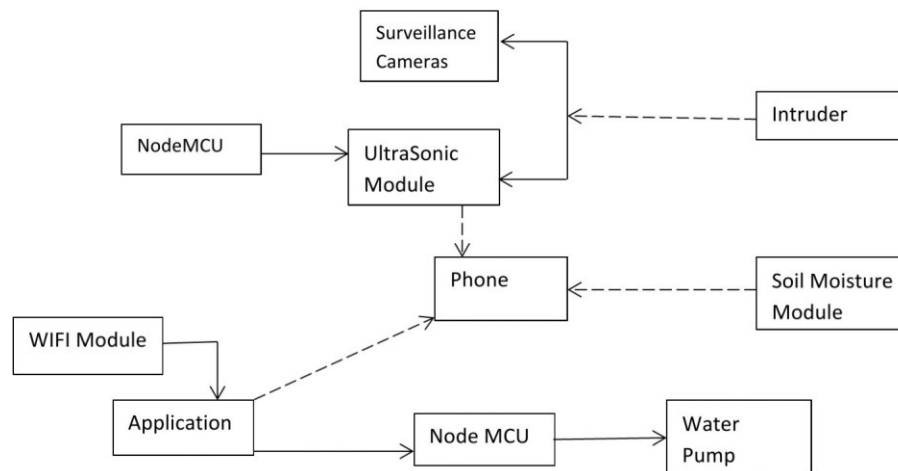 Surveillance
Cameras
Intruder
NodeMCU
UltraSonic
Module
Phone
Soil Moisture
Module
WIFI Module
Application
Node MCU
Water
Pump